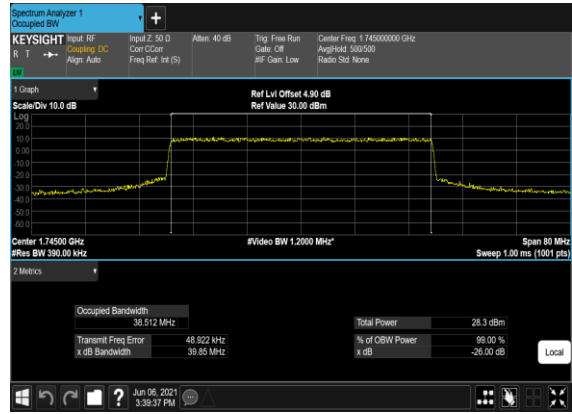 Spectrum Analyzer 1
Occupied BW
+
KEYSIGHT Input: RF Input Z: 50 Ω Atten: 40 dB Trig: Free Run Center Freq: 1.745000000 GHz
R T Coupling: DC Corr CCorr Gate: Off Avg|Hold: 500/500
Align: Auto Freq Ref: Int (S) #IF Gain: Low Radio Std: None
LW
1 Graph
Scale/Div 10.0 dB
Ref Lvl Offset 4.90 dB
Ref Value 30.00 dBm
Log
20.0
10.0
0.00
-10.0
-20.0
-30.0
-40.0
-50.0
-60.0
Center 1.74500 GHz #Video BW 1.2000 MHz* Span 80 MHz
#Res BW 390.00 kHz Sweep 1.00 ms (1001 pts)
2 Metrics
Occupied Bandwidth
38.512 MHz Total Power 28.3 dBm
Transmit Freq Error 48.922 kHz % of OBW Power 99.00 %
x dB Bandwidth 39.85 MHz x dB -26.00 dB
Local
? Jun 06, 2021
3:39:37 PM